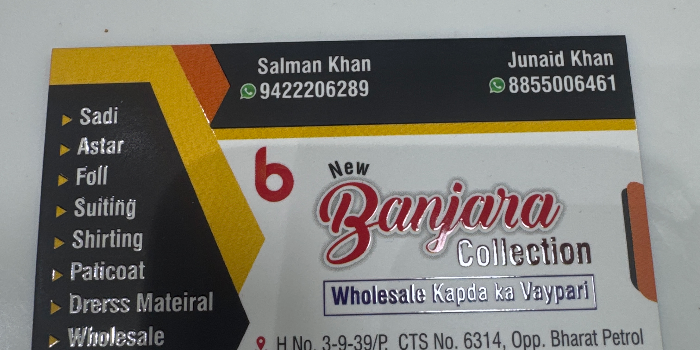 Salman Khan
9422206289
Junaid Khan
8855006461
Sadi
Astar
Foll
Suiting
Shirting
Paticoat
Drerss Mateiral
Wholesale
b
New
Banjara
Collection
Wholesale Kapda ka Vaypari
H No. 3-9-39/P, CTS No. 6314, Opp. Bharat Petrol